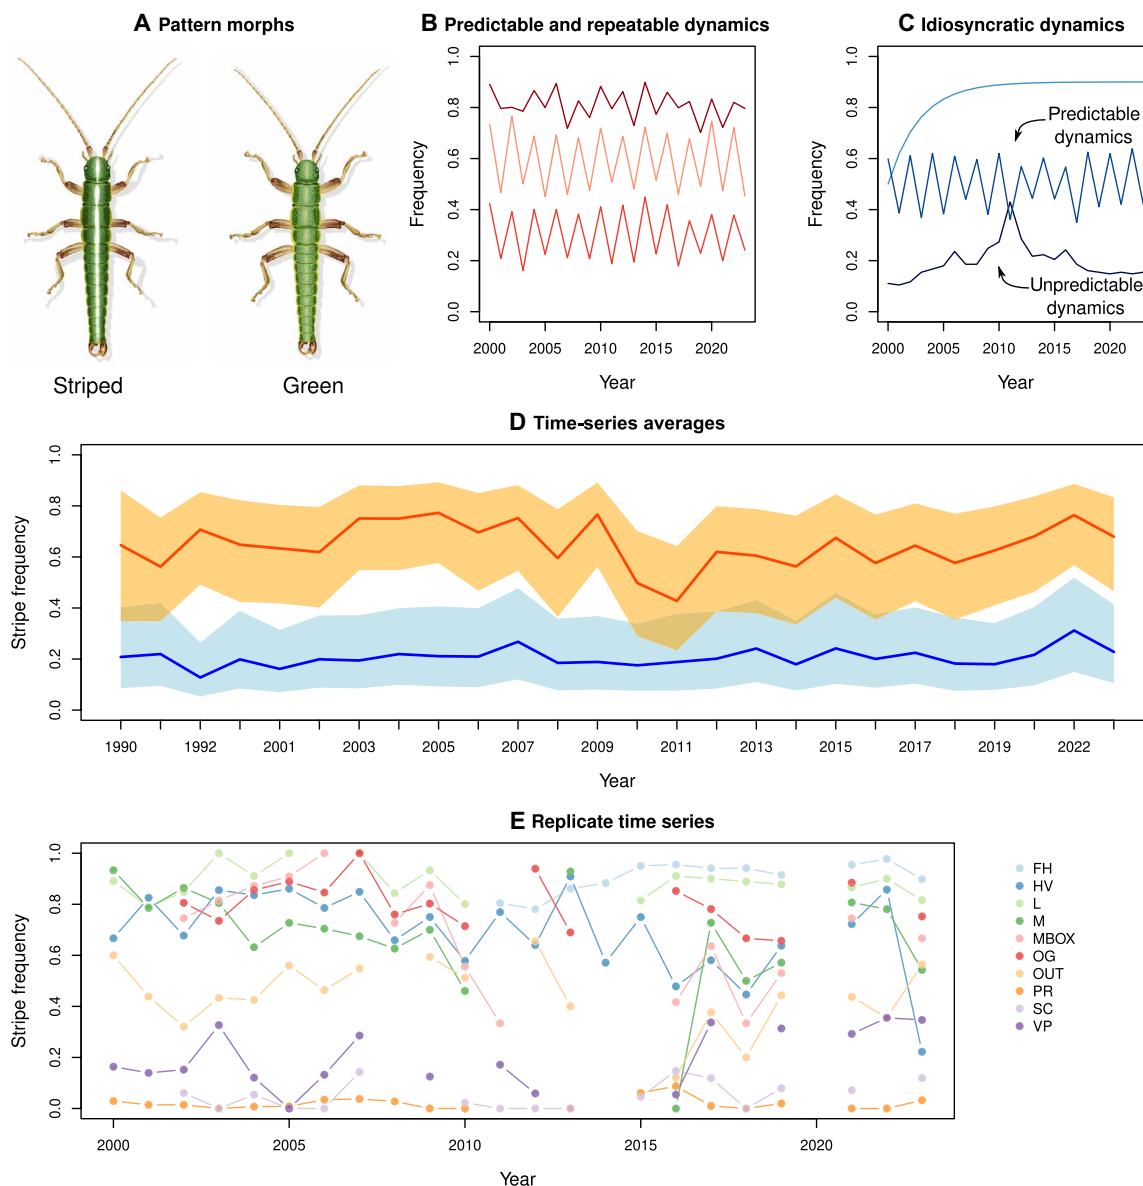 A Pattern morphs
Striped
Green
B Predictable and repeatable dynamics
Frequency
0.0 0.2 0.4 0.6 0.8 1.0
2000 2005 2010 2015 2020
Year
C Idiosyncratic dynamics
Frequency
0.0 0.2 0.4 0.6 0.8 1.0
Predictable
dynamics
Unpredictable
dynamics
2000 2005 2010 2015 2020
Year
D Time-series averages
Stripe frequency
0.0 0.2 0.4 0.6 0.8 1.0
1990 1992 2001 2003 2005 2007 2009 2011 2013 2015 2017 2019 2022
Year
E Replicate time series
Stripe frequency
0.0 0.2 0.4 0.6 0.8 1.0
2000 2005 2010 2015 2020
Year
FH
HV
L
M
MBOX
OG
OUT
PR
SC
VP